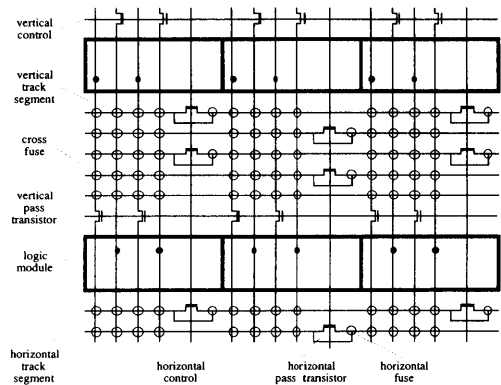 vertical
control
vertical
track
segment
cross
fuse
vertical
pass
transistor
logic
module
horizontal
track
segment
horizontal
control
horizontal
pass transistor
horizontal
fuse